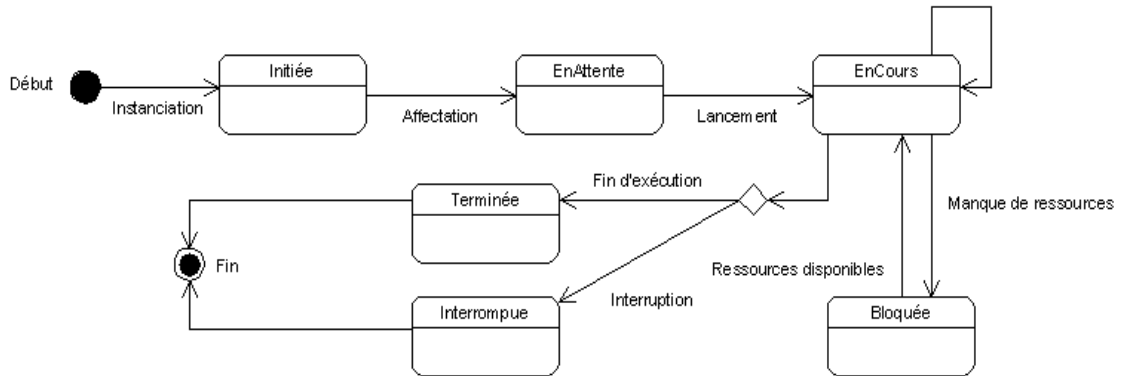 Début
Instanciation
Initiée
Affectation
EnAttente
Lancement
EnCours
Fin d'exécution
Terminée
Manque de ressources
Fin
Ressources disponibles
Interruption
Interrompue
Bloquée